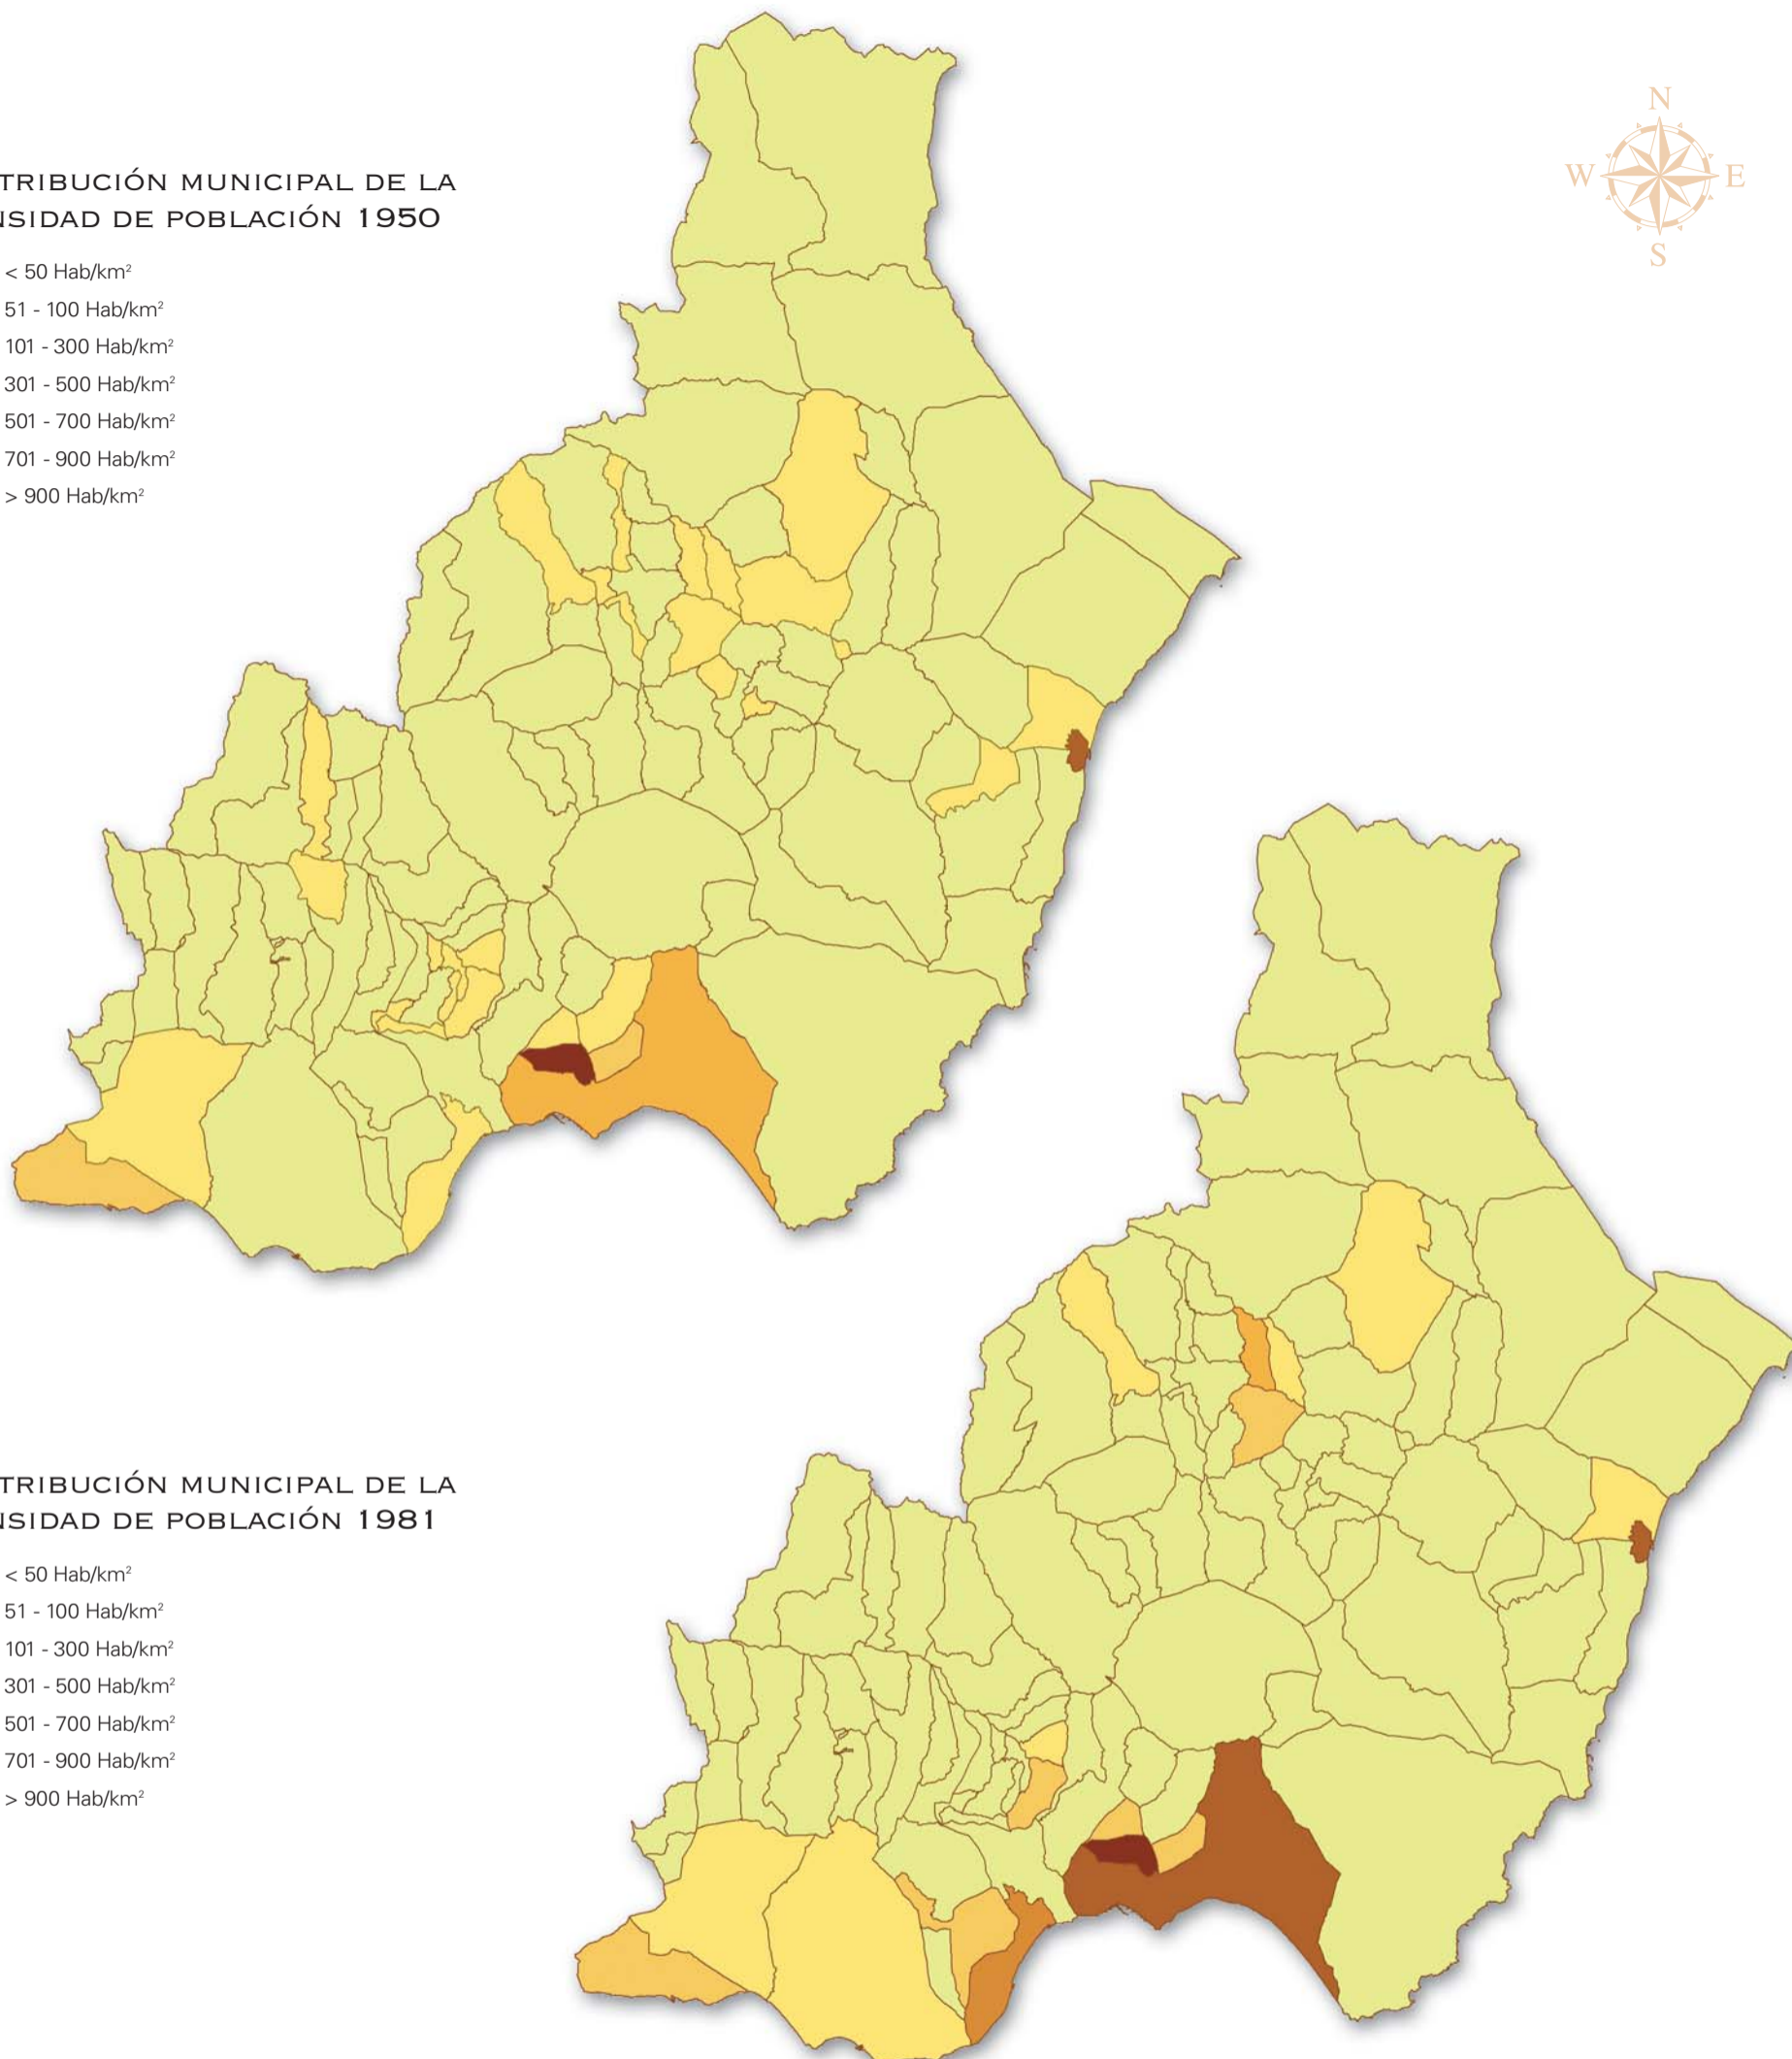 TRIBUCIÓN MUNICIPAL DE LA
NSIDAD DE POBLACIÓN 1950
< 50 Hab/km²
51 - 100 Hab/km²
101 - 300 Hab/km²
301 - 500 Hab/km²
501 - 700 Hab/km²
701 - 900 Hab/km²
> 900 Hab/km²
N
W E
S
TRIBUCIÓN MUNICIPAL DE LA
NSIDAD DE POBLACIÓN 1981
< 50 Hab/km²
51 - 100 Hab/km²
101 - 300 Hab/km²
301 - 500 Hab/km²
501 - 700 Hab/km²
701 - 900 Hab/km²
> 900 Hab/km²